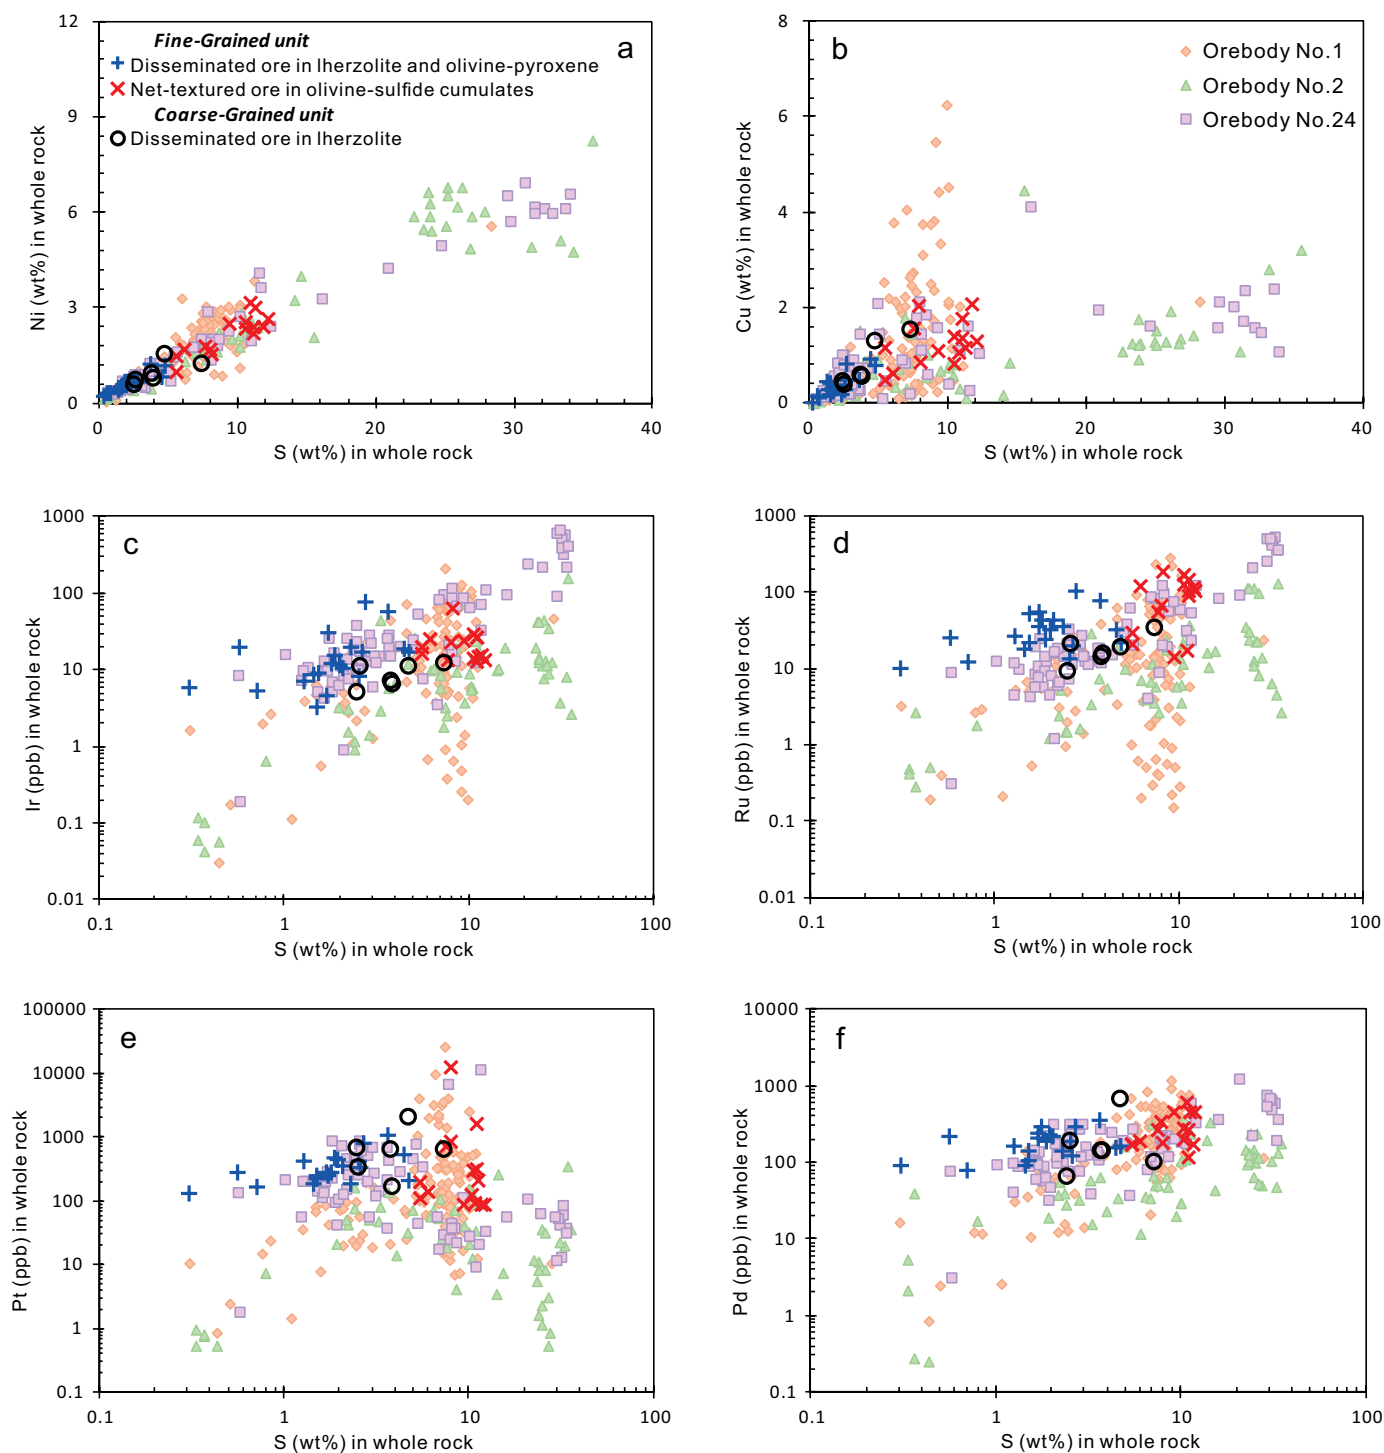 12
9
6
3
0
0
10
20
30
40
Ni (wt%) in whole rock
S (wt%) in whole rock
a
Fine-Grained unit
Disseminated ore in lherzolite and olivine-pyroxene
Net-textured ore in olivine-sulfide cumulates
Coarse-Grained unit
Disseminated ore in lherzolite
8
6
4
2
0
0
10
20
30
40
Cu (wt%) in whole rock
S (wt%) in whole rock
b
Orebody No.1
Orebody No.2
Orebody No.24
1000
100
10
1
0.1
0.01
0.1
1
10
100
Ir (ppb) in whole rock
S (wt%) in whole rock
c
1000
100
10
1
0.1
0.01
0.1
1
10
100
Ru (ppb) in whole rock
S (wt%) in whole rock
d
100000
10000
1000
100
10
1
0.1
0.1
1
10
100
Pt (ppb) in whole rock
S (wt%) in whole rock
e
10000
1000
100
10
1
0.1
0.1
1
10
100
Pd (ppb) in whole rock
S (wt%) in whole rock
f